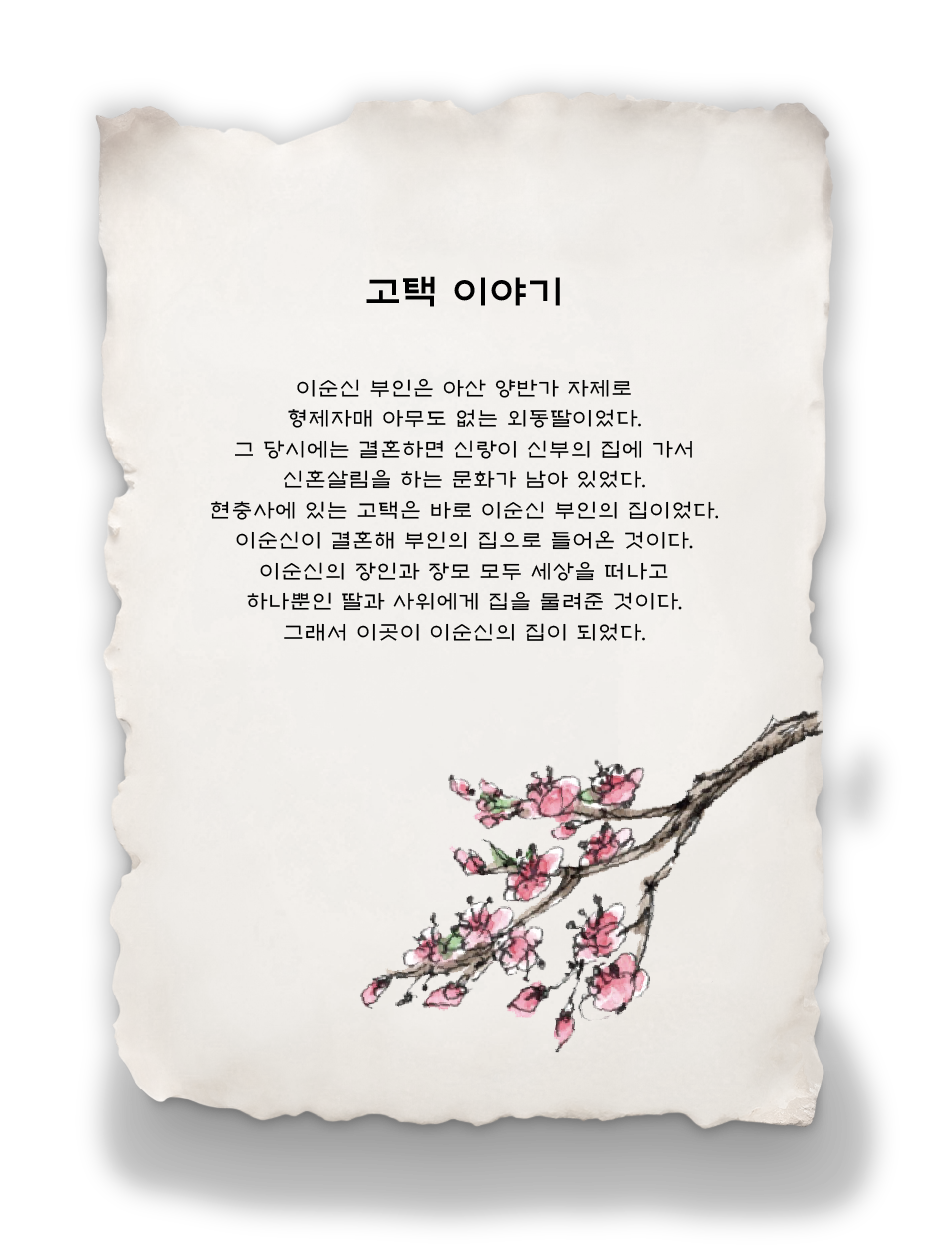 고택 이야기
이순신 부인은 아산 양반가 자제로
형제자매 아무도 없는 외동딸이었다.
그 당시에는 결혼하면 신랑이 신부의 집에 가서
신혼살림을 하는 문화가 남아 있었다.
현충사에 있는 고택은 바로 이순신 부인의 집이었다.
이순신이 결혼해 부인의 집으로 들어온 것이다.
이순신의 장인과 장모 모두 세상을 떠나고
하나뿐인 딸과 사위에게 집을 물려준 것이다.
그래서 이곳이 이순신의 집이 되었다.